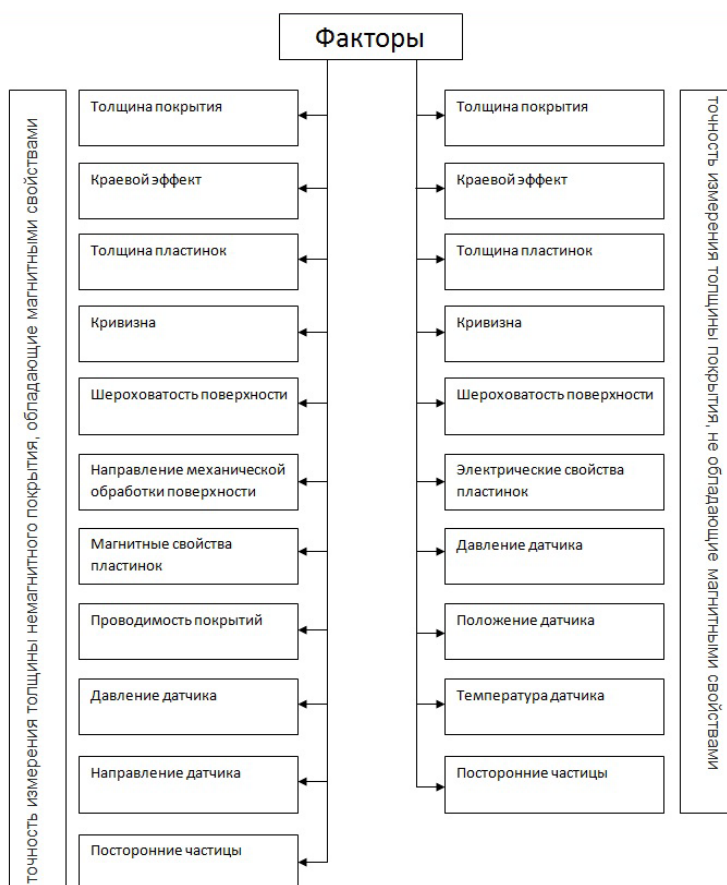 Факторы
точность измерения толщины немагнитного покрытия, обладающие магнитными свойствами
Толщина покрытия
Краевой эффект
Толщина пластинок
Кривизна
Шероховатость поверхности
Направление механической
обработки поверхности
Магнитные свойства
пластинок
Проводимость покрытий
Давление датчика
Направление датчика
Посторонние частицы
Толщина покрытия
Краевой эффект
Толщина пластинок
Кривизна
Шероховатость поверхности
Электрические свойства
пластинок
Давление датчика
Положение датчика
Температура датчика
Посторонние частицы
точность измерения толщины покрытия, не обладающие магнитными свойствами